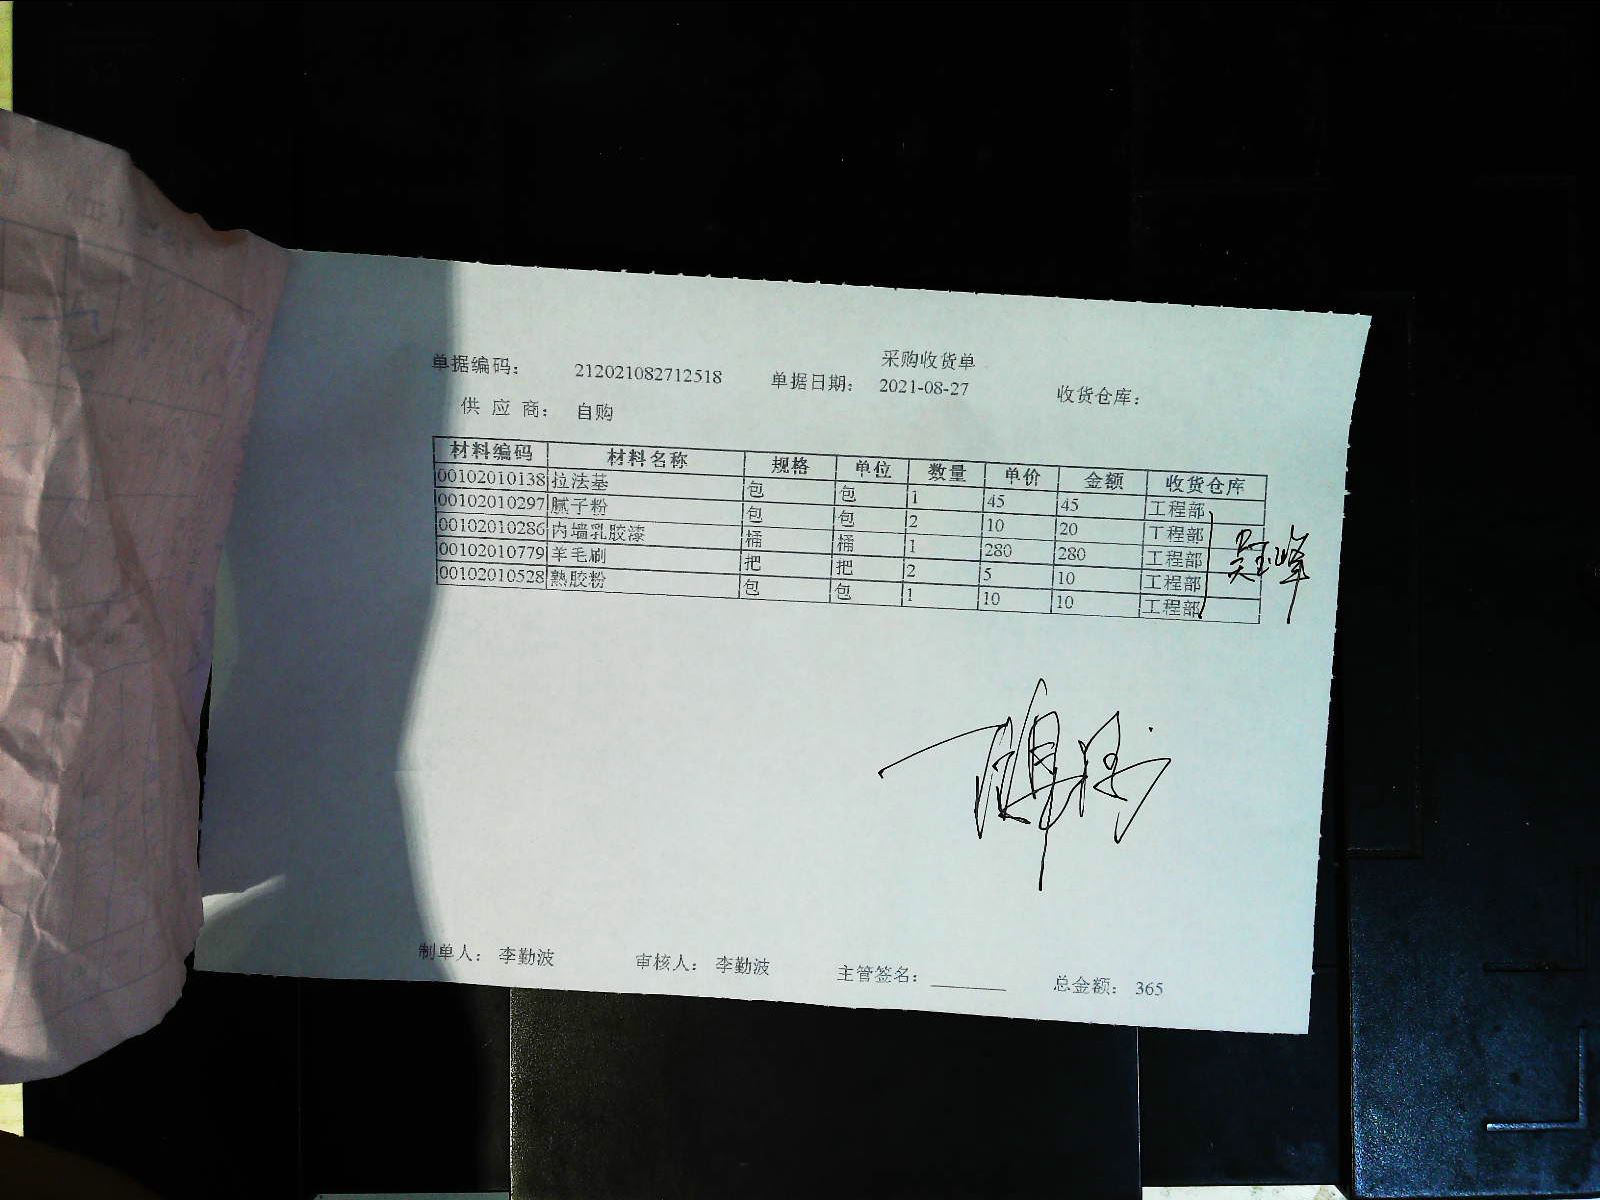 采购收货单
单据编码： 212021082712518 单据日期： 2021-08-27 收货仓库：
供 应 商： 自购
材料编码 材料名称 规格 单位 数量 单价 金额 收货仓库
00102010138 拉法基 包 包 1 45 45 工程部
00102010297 腻子粉 包 包 2 10 20 工程部
00102010286 内墙乳胶漆 桶 桶 1 280 280 工程部
00102010779 羊毛刷 把 把 2 5 10 工程部
00102010528 熟胶粉 包 包 1 10 10 工程部
制单人： 李勤波 审核人： 李勤波 主管签名： 总金额： 365